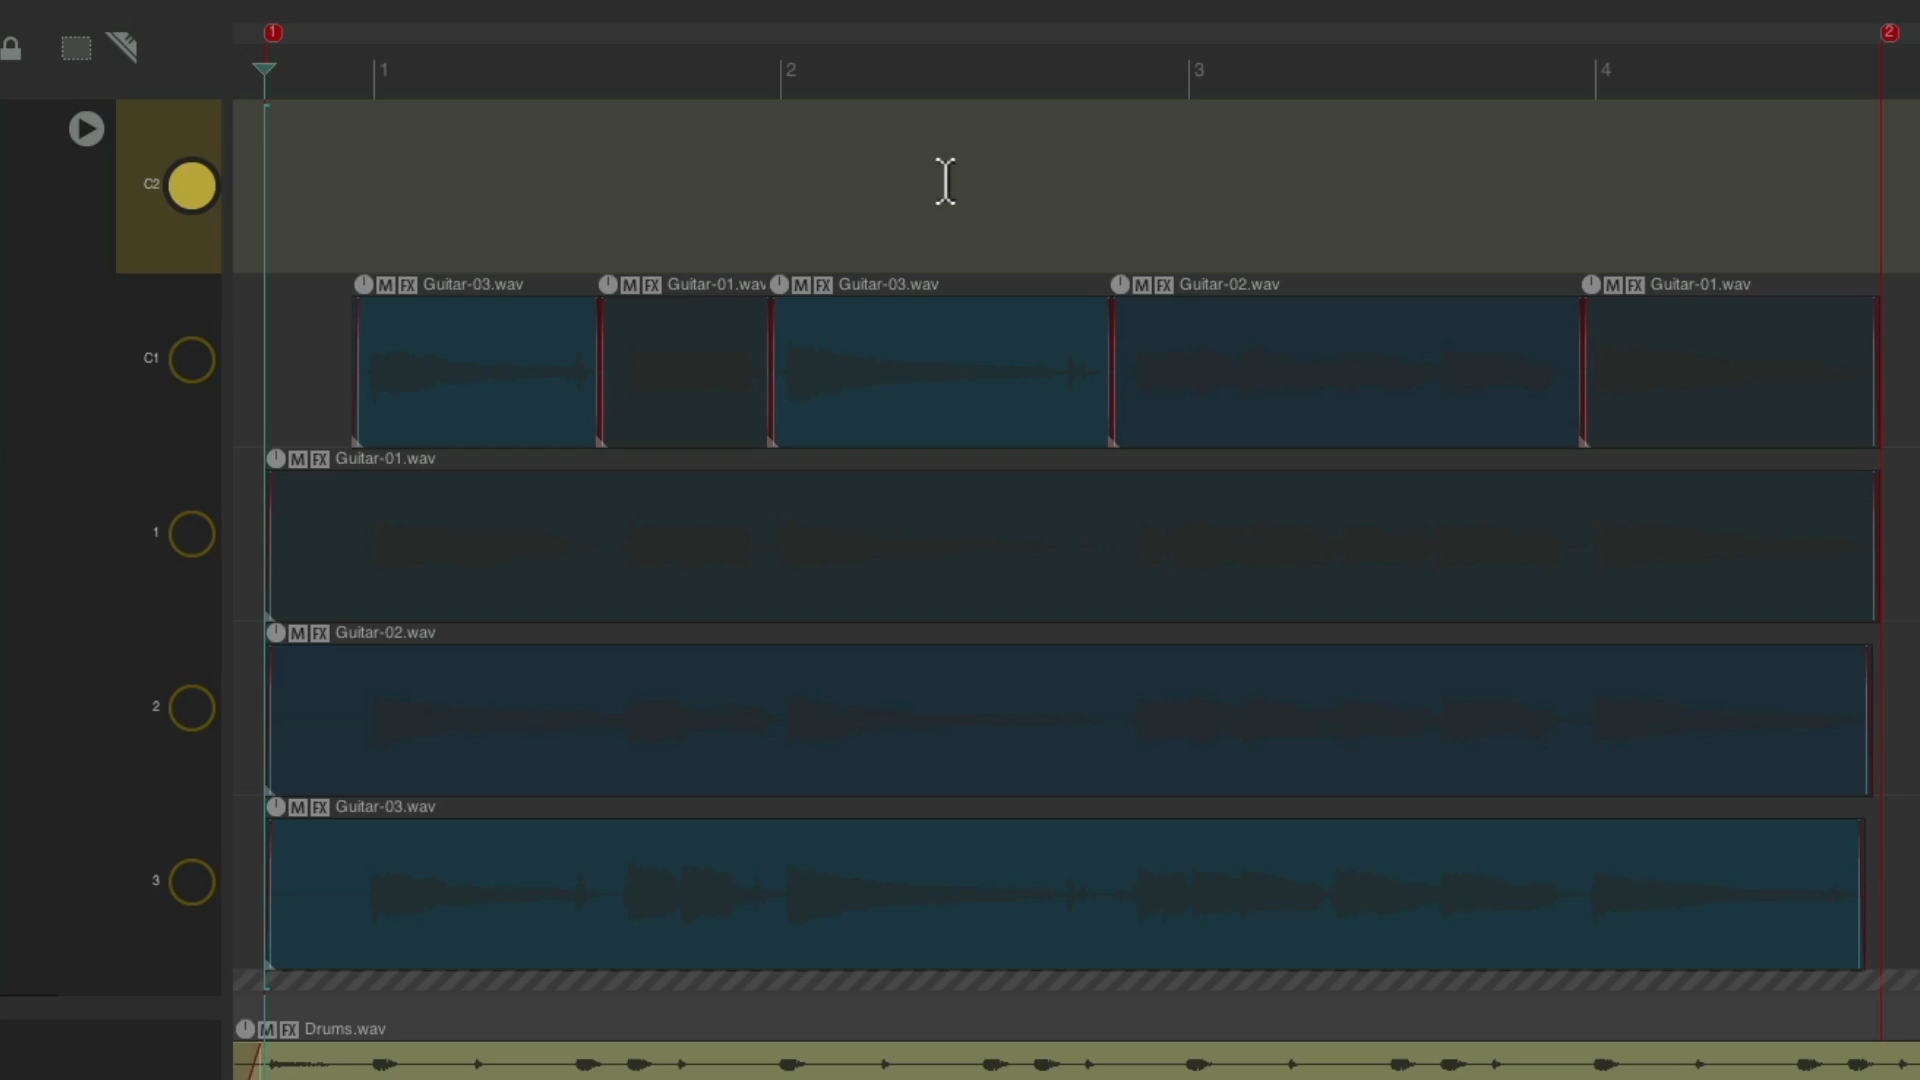 1 2
1 2 3 4
C2
M FX Guitar-03.wav M FX Guitar-01.wav M FX Guitar-03.wav M FX Guitar-02.wav M FX Guitar-01.wav
C1
M FX Guitar-01.wav
1
M FX Guitar-02.wav
2
M FX Guitar-03.wav
3
M FX Drums.wav